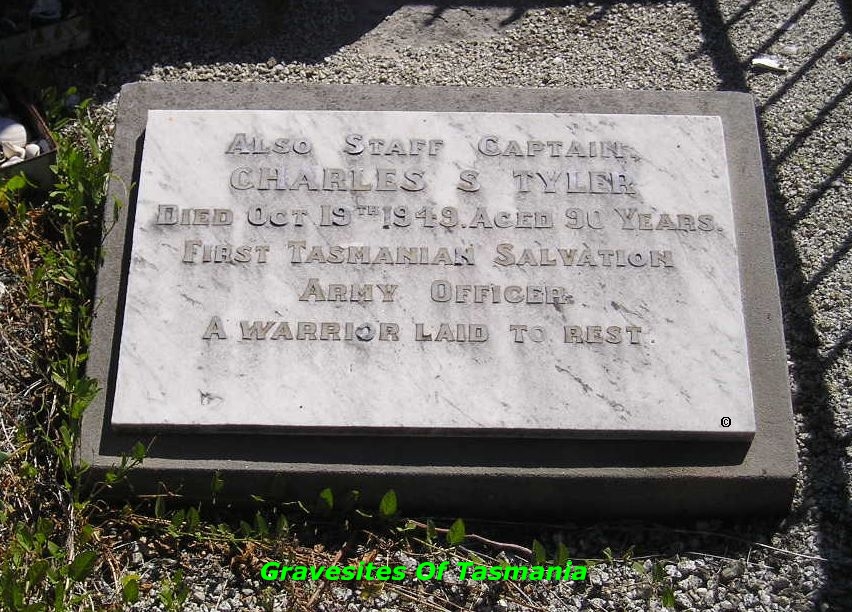 Also Staff Captain.
CHARLES S TYLER
Died Oct 19th 1949. Aged 90 Years.
First Tasmanian Salvation
Army Officer.
A WARRIOR LAID TO REST.
©
Gravesites Of Tasmania